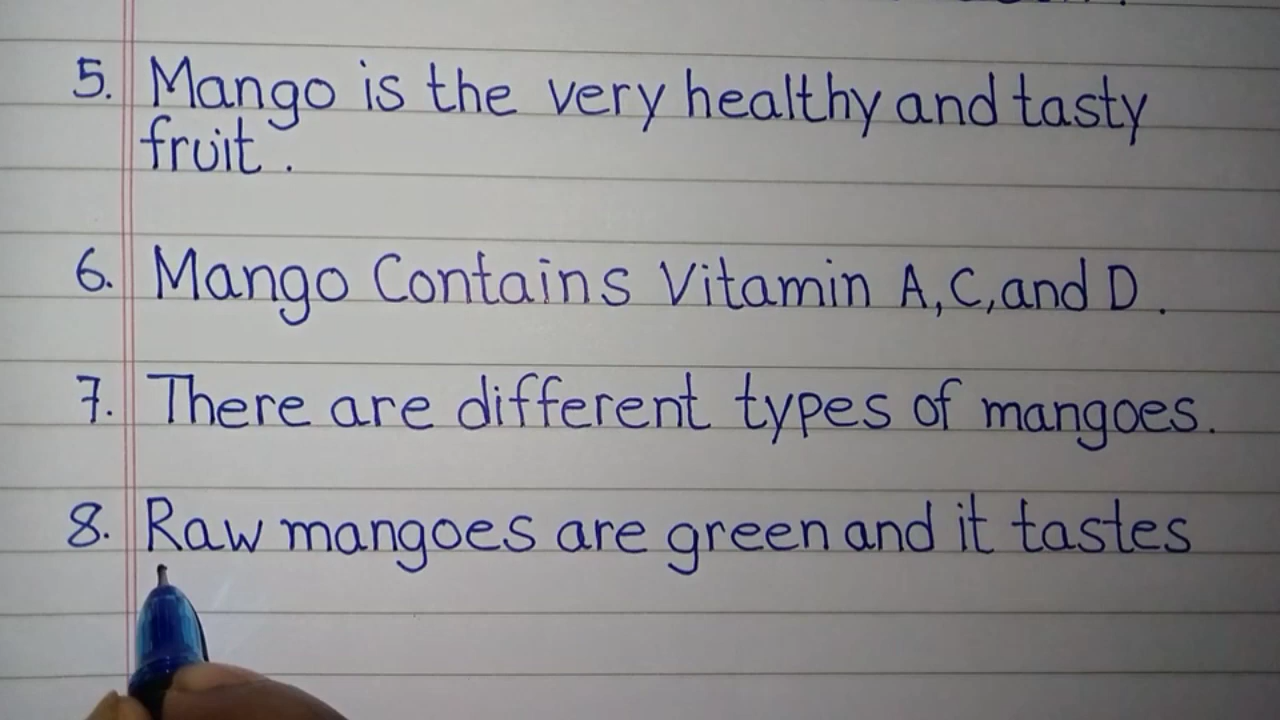 5. Mango is the very healthy and tasty
fruit.
6. Mango Contains Vitamin A, C, and D.
7. There are different types of mangoes.
8. Raw mangoes are green and it tastes